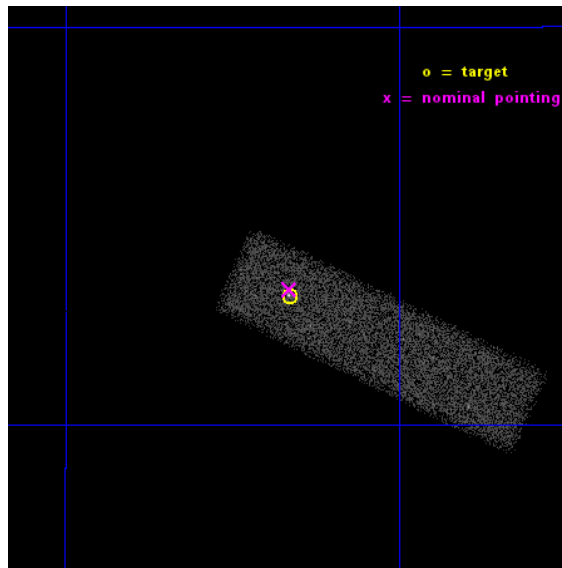 o = target
x = nominal pointing